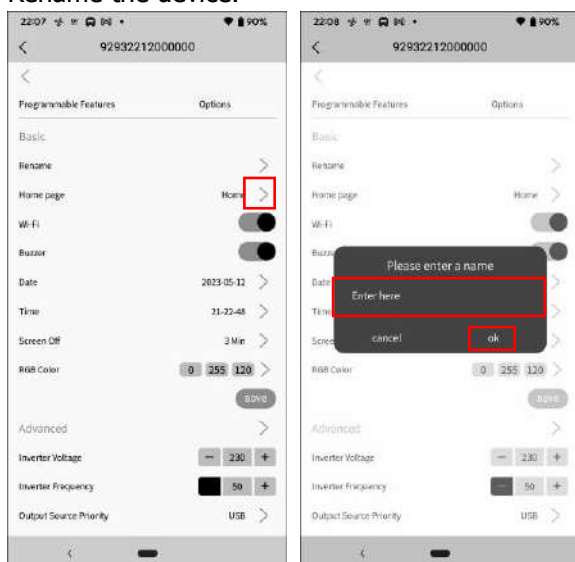 Rename the device.
22:07 90%
92932212000000
Programmable Features Options
Basic
Rename
Home page Home
Wi-Fi
Buzzer
Date 2023-05-12
Time 21-22-48
Screen Off 3 Min
RGB Color 0 255 120
save
Advanced
Inverter Voltage — 230 +
Inverter Frequency 50 +
Output Source Priority USB
22:08 90%
92932212000000
Programmable Features Options
Basic
Rename
Home page Home
Wi-Fi
Buzze
Please enter a name
Date
Enter here
Time
Scree
cancel ok
RGB Color 0 255 120
save
Advanced
Inverter Voltage — 230 +
Inverter Frequency — 50 +
Output Source Priority USB